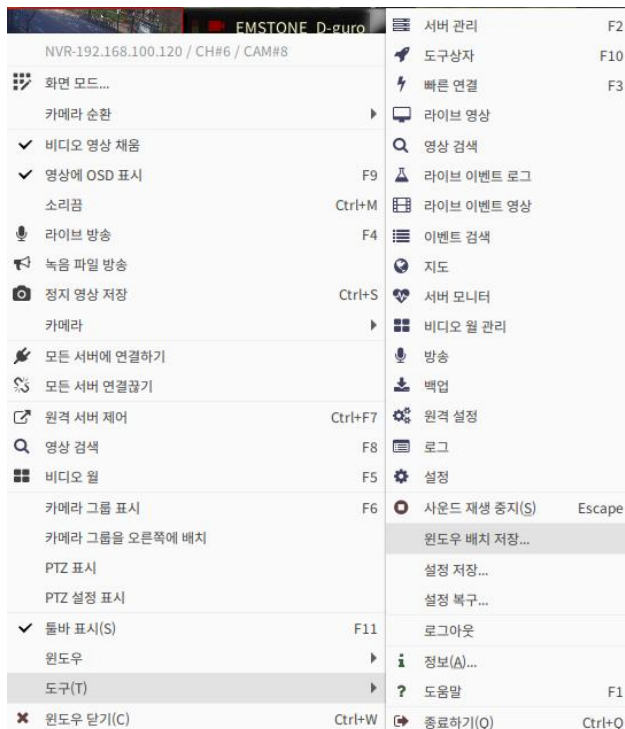 EMSTONE_D-guro
NVR-192.168.100.120 / CH#6 / CAM#8
화면 모드...
카메라 순환
비디오 영상 채움
영상에 OSD 표시 F9
소리끔 Ctrl+M
라이브 방송 F4
녹음 파일 방송
정지 영상 저장 Ctrl+S
카메라
모든 서버에 연결하기
모든 서버 연결끊기
원격 서버 제어 Ctrl+F7
영상 검색 F8
비디오 월 F5
카메라 그룹 표시 F6
카메라 그룹을 오른쪽에 배치
PTZ 표시
PTZ 설정 표시
툴바 표시(S) F11
윈도우
도구(T)
윈도우 닫기(C) Ctrl+W
서버 관리 F2
도구상자 F10
빠른 연결 F3
라이브 영상
영상 검색
라이브 이벤트 로그
라이브 이벤트 영상
이벤트 검색
지도
서버 모니터
비디오 월 관리
방송
백업
원격 설정
로그
설정
사운드 재생 중지(S) Escape
윈도우 배치 저장...
설정 저장...
설정 복구...
로그아웃
정보(A)...
도움말 F1
종료하기(Q) Ctrl+Q